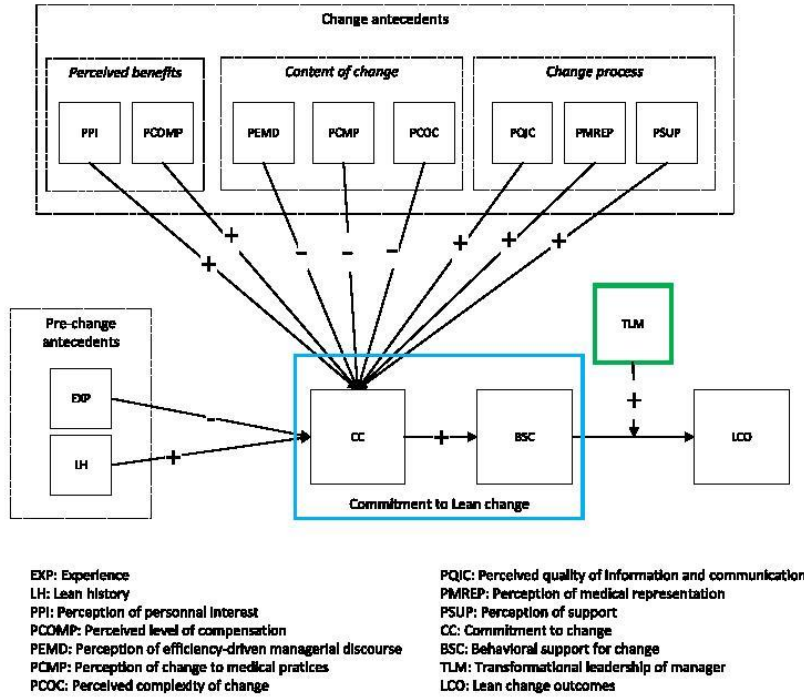 Change antecedents
Perceived benefits
Content of change
Change process
PPI
PCOMP
PEMD
PCMP
PCOC
PQIC
PMREP
PSUP
+
+
-
-
-
+
+
+
Pre-change
antecedents
TLM
EXP
LH
-
+
CC
+
BSC
+
LCO
Commitment to Lean change
EXP: Experience
LH: Lean history
PPI: Perception of personnal interest
PCOMP: Perceived level of compensation
PEMD: Perception of efficiency-driven managerial discourse
PCMP: Perception of change to medical pratices
PCOC: Perceived complexity of change
PQIC: Perceived quality of information and communication
PMREP: Perception of medical representation
PSUP: Perception of support
CC: Commitment to change
BSC: Behavioral support for change
TLM: Transformational leadership of manager
LCO: Lean change outcomes